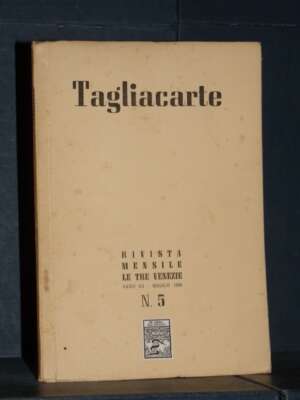 Tagliacarte
RIVISTA
MENSILE
LE TRE VENEZIE
N. 5